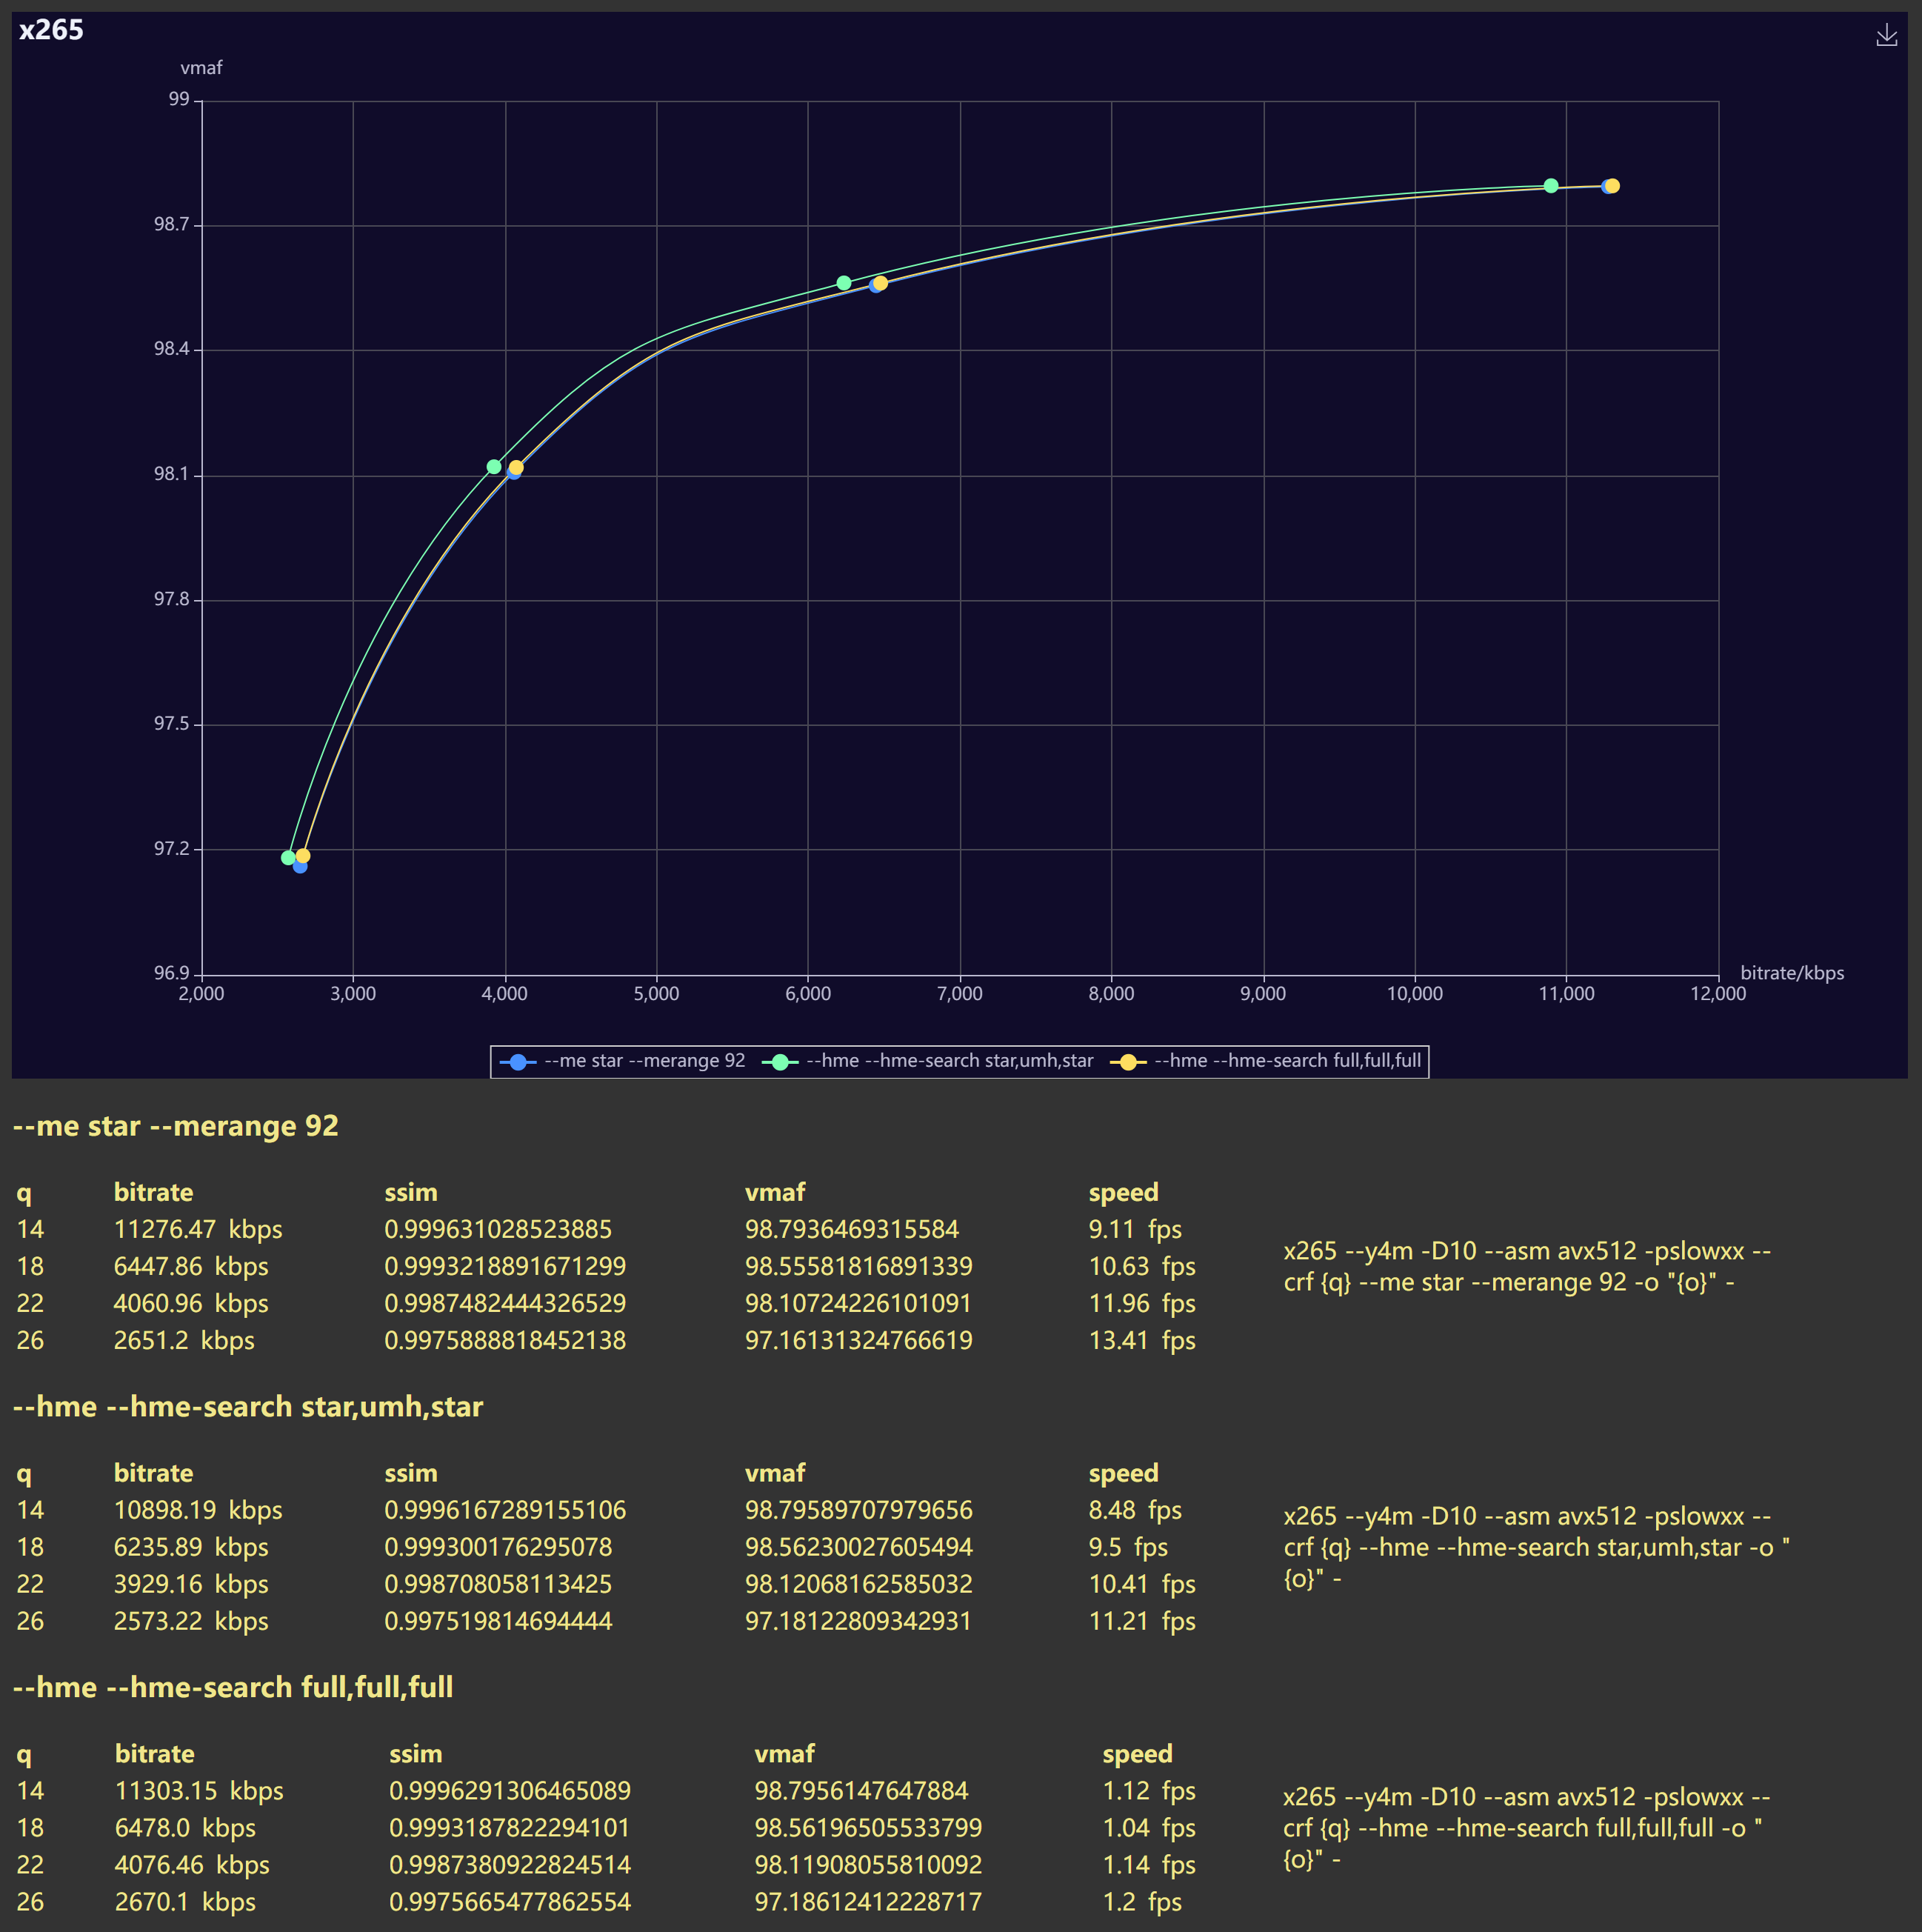 x265
vmaf
99
98.7
98.4
98.1
97.8
97.5
97.2
96.9
2,000 3,000 4,000 5,000 6,000 7,000 8,000 9,000 10,000 11,000 12,000
bitrate/kbps
--me star --merange 92 --hme --hme-search star,umh,star --hme --hme-search full,full,full
--me star --merange 92
q bitrate ssim vmaf speed
14 11276.47 kbps 0.999631028523885 98.7936469315584 9.11 fps
18 6447.86 kbps 0.9993218891671299 98.55581816891339 10.63 fps
22 4060.96 kbps 0.9987482444326529 98.10724226101091 11.96 fps
26 2651.2 kbps 0.9975888818452138 97.16131324766619 13.41 fps
x265 --y4m -D10 --asm avx512 -pslowxx --
crf {q} --me star --merange 92 -o "{o}" -
--hme --hme-search star,umh,star
q bitrate ssim vmaf speed
14 10898.19 kbps 0.9996167289155106 98.79589707979656 8.48 fps
18 6235.89 kbps 0.999300176295078 98.56230027605494 9.5 fps
22 3929.16 kbps 0.998708058113425 98.12068162585032 10.41 fps
26 2573.22 kbps 0.997519814694444 97.18122809342931 11.21 fps
x265 --y4m -D10 --asm avx512 -pslowxx --
crf {q} --hme --hme-search star,umh,star -o "
{o}" -
--hme --hme-search full,full,full
q bitrate ssim vmaf speed
14 11303.15 kbps 0.9996291306465089 98.7956147647884 1.12 fps
18 6478.0 kbps 0.9993187822294101 98.56196505533799 1.04 fps
22 4076.46 kbps 0.9987380922824514 98.11908055810092 1.14 fps
26 2670.1 kbps 0.9975665477862554 97.18612412228717 1.2 fps
x265 --y4m -D10 --asm avx512 -pslowxx --
crf {q} --hme --hme-search full,full,full -o "
{o}" -